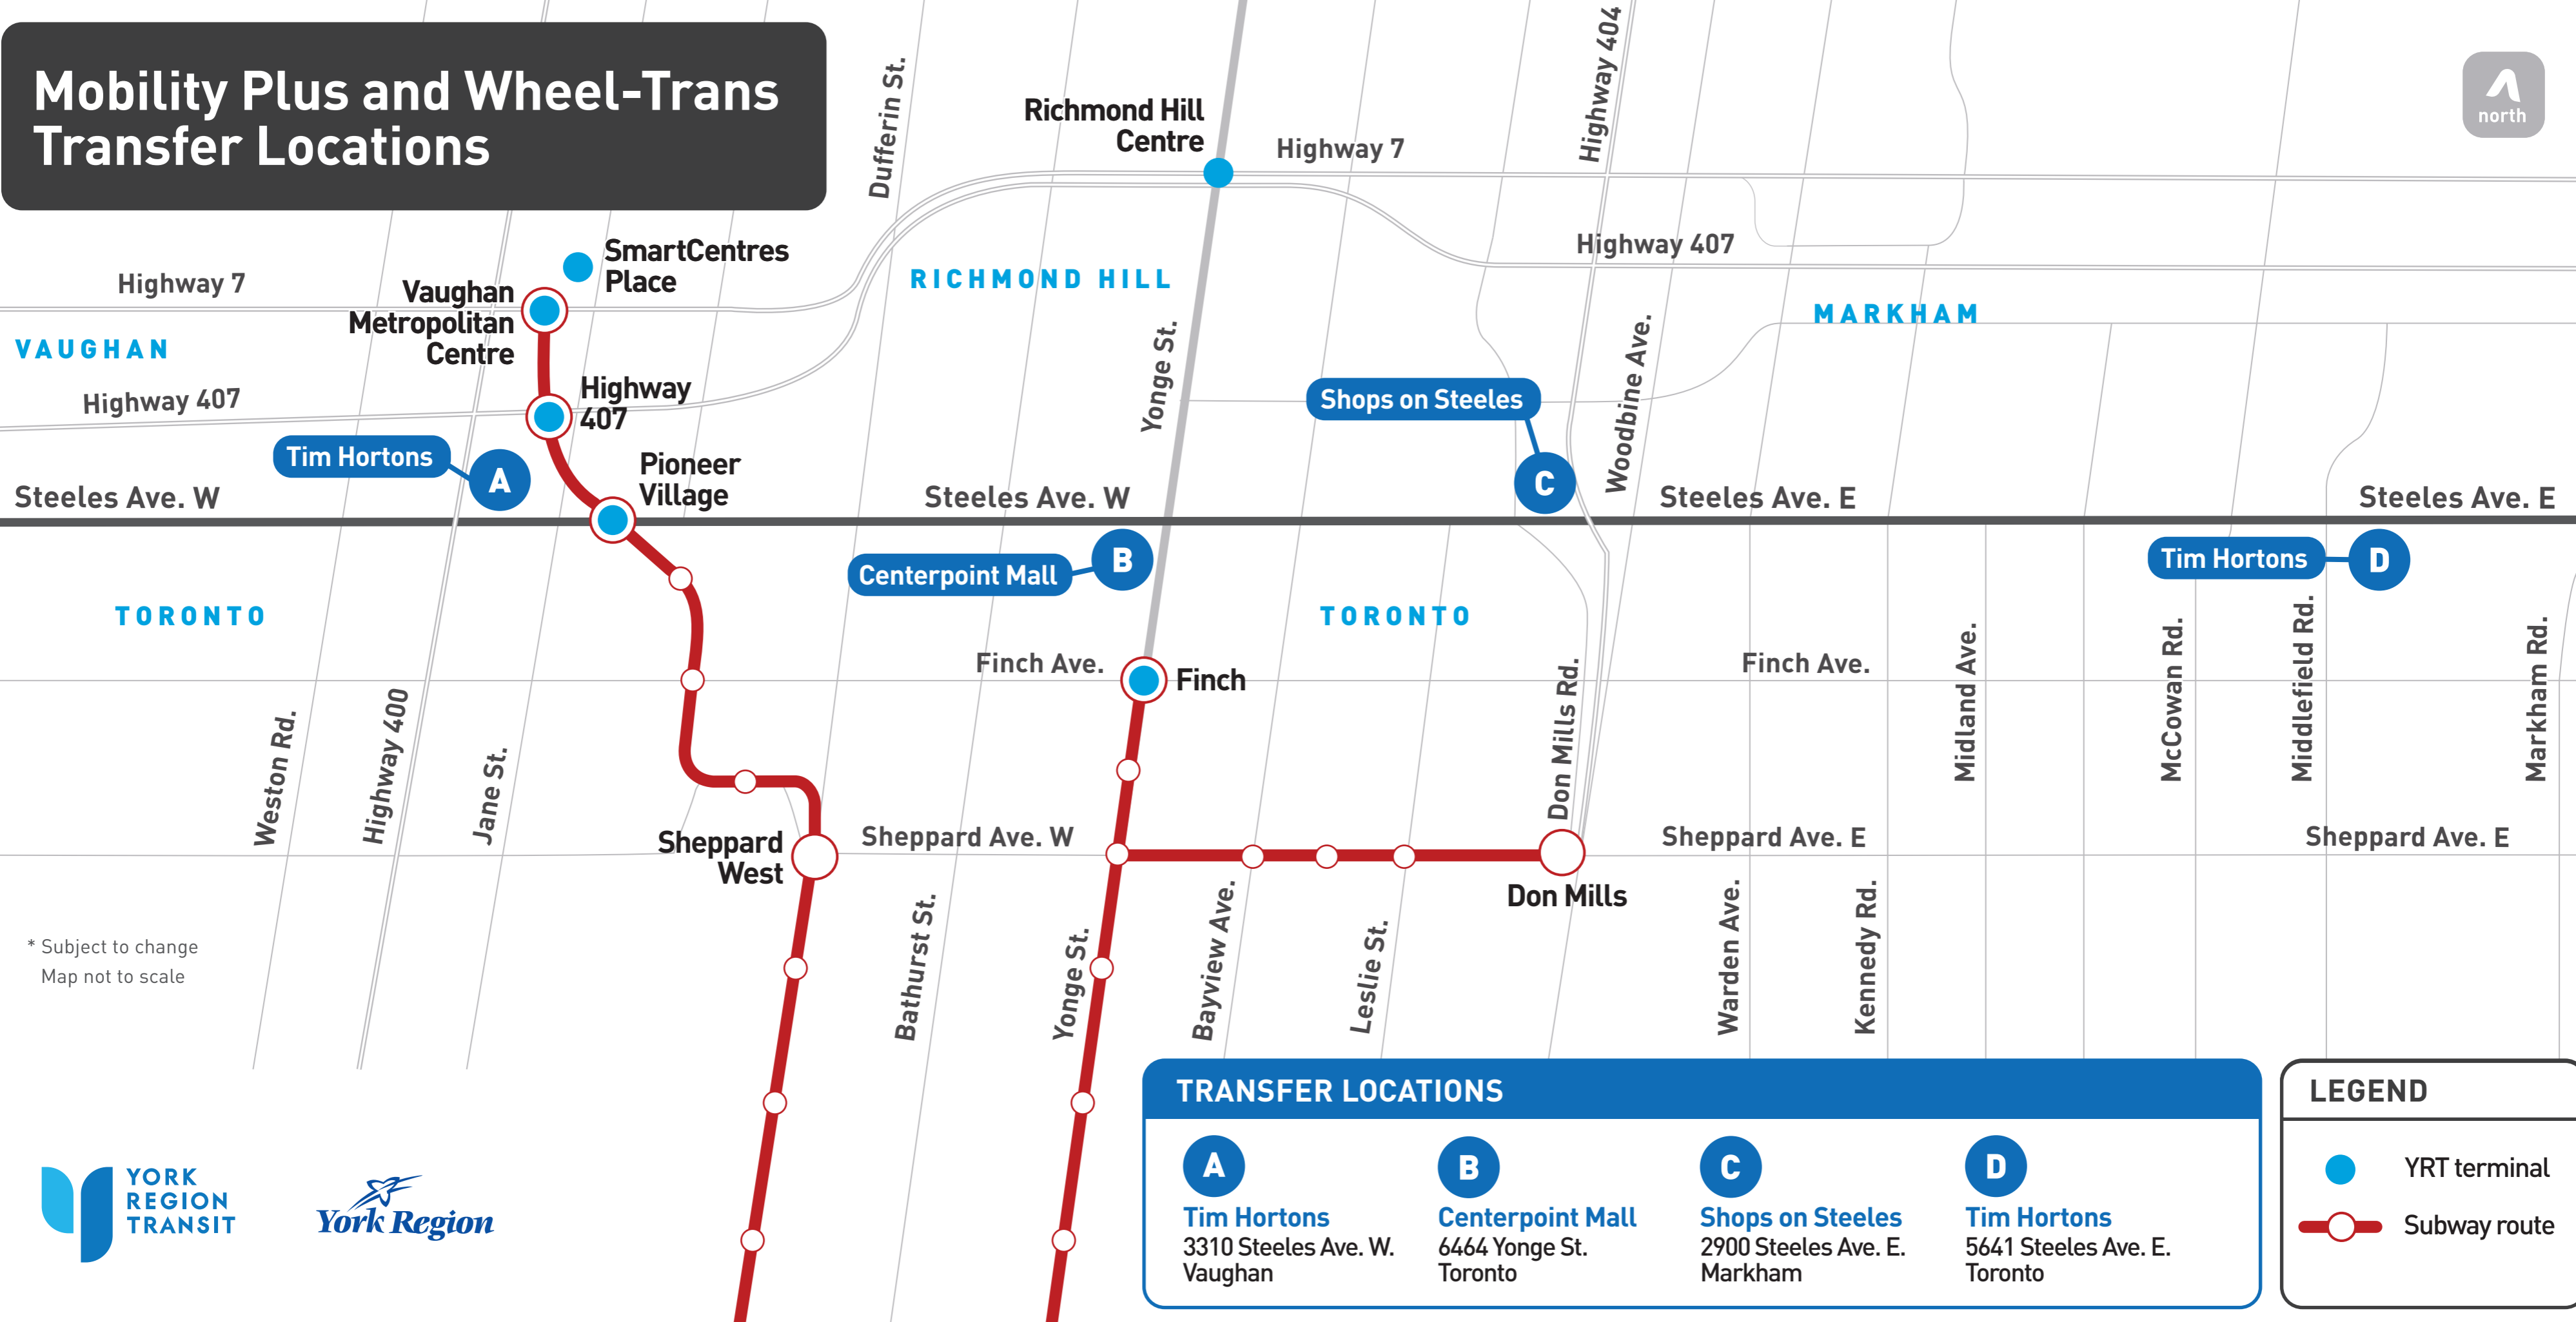 Mobility Plus and Wheel-Trans
Transfer Locations
north
Dufferin St.
Highway 404
Richmond Hill
Centre
Highway 7
Highway 407
SmartCentres
Place
RICHMOND HILL
Highway 7
Vaughan
Metropolitan
Centre
VAUGHAN
MARKHAM
Yonge St.
Woodbine Ave.
Highway 407
Highway
407
Shops on Steeles
Tim Hortons
A
Pioneer
Village
C
Steeles Ave. W
Steeles Ave. W
Steeles Ave. E
Steeles Ave. E
Centerpoint Mall
B
Tim Hortons
D
TORONTO
TORONTO
Finch Ave.
Finch
Finch Ave.
Weston Rd.
Highway 400
Jane St.
Don Mills Rd.
Midland Ave.
McCowan Rd.
Middlefield Rd.
Markham Rd.
Sheppard
West
Sheppard Ave. W
Sheppard Ave. E
Sheppard Ave. E
Don Mills
Bathurst St.
Yonge St.
Bayview Ave.
Leslie St.
Warden Ave.
Kennedy Rd.
* Subject to change
Map not to scale
YORK
REGION
TRANSIT
York Region
TRANSFER LOCATIONS
A
Tim Hortons
3310 Steeles Ave. W.
Vaughan
B
Centerpoint Mall
6464 Yonge St.
Toronto
C
Shops on Steeles
2900 Steeles Ave. E.
Markham
D
Tim Hortons
5641 Steeles Ave. E.
Toronto
LEGEND
YRT terminal
Subway route